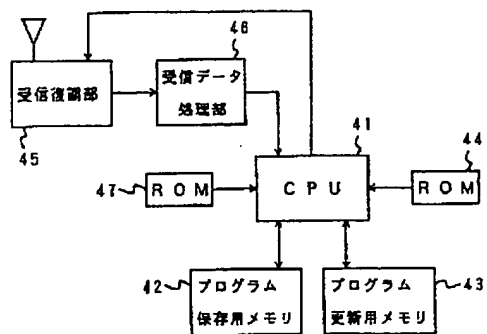 46
受信復調部
受信データ
処理部
45
41
44
47
ROM
CPU
ROM
42
プログラム
保存用メモリ
プログラム
更新用メモリ
43